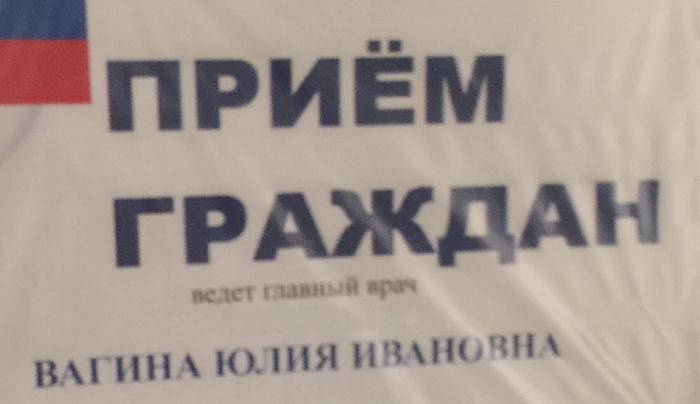 ПРИЁМ
ГРАЖДАН
ведет главный врач
ВАГИНА ЮЛИЯ ИВАНОВНА